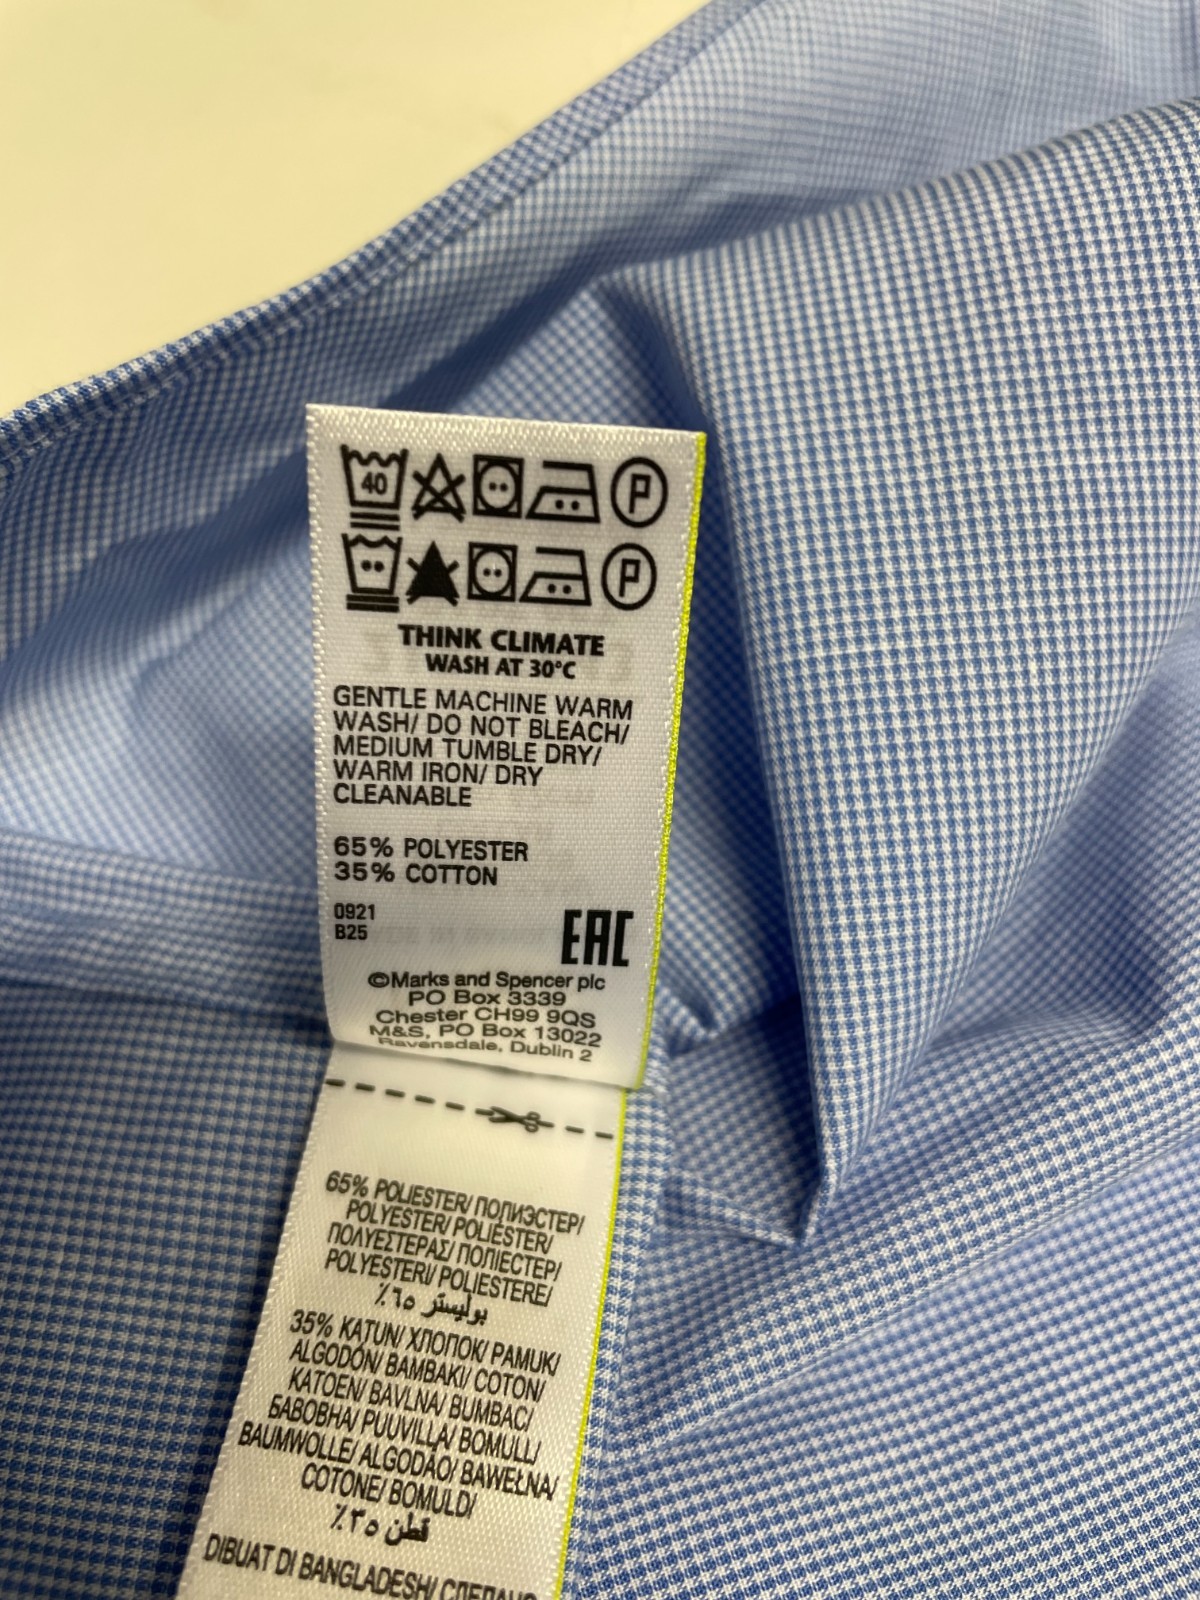 40
P
P
THINK CLIMATE
WASH AT 30°C
GENTLE MACHINE WARM
WASH/ DO NOT BLEACH/
MEDIUM TUMBLE DRY/
WARM IRON/ DRY
CLEANABLE
65% POLYESTER
35% COTTON
0921
B25
EAC
©Marks and Spencer plc
PO Box 3339
Chester CH99 9QS
M&S, PO Box 13022
Ravensdale, Dublin 2
65% POLIESTER/ ПОЛИЭСТЕР/
POLYESTER/ POLIÉSTER/
ΠΟΛΥΕΣΤΕΡΑΣ/ ПОЛІЕСТЕР/
POLYESTERI/ POLIESTERE/
بوليستر ٦٥٪
35% KATUN/ ХЛОПОК/ PAMUK/
ALGODÓN/ BAMBAKI/ COTON/
KATOEN/ BAVLNA/ BUMBAC/
БАВОВНА/ PUUVILLA/ BOMULL/
BAUMWOLLE/ ALGODÃO/ BAWEŁNA/
COTONE/ BOMULD/
قطن ٣٥٪
DIBUAT DI BANGLADESH/ СДЕЛАНО